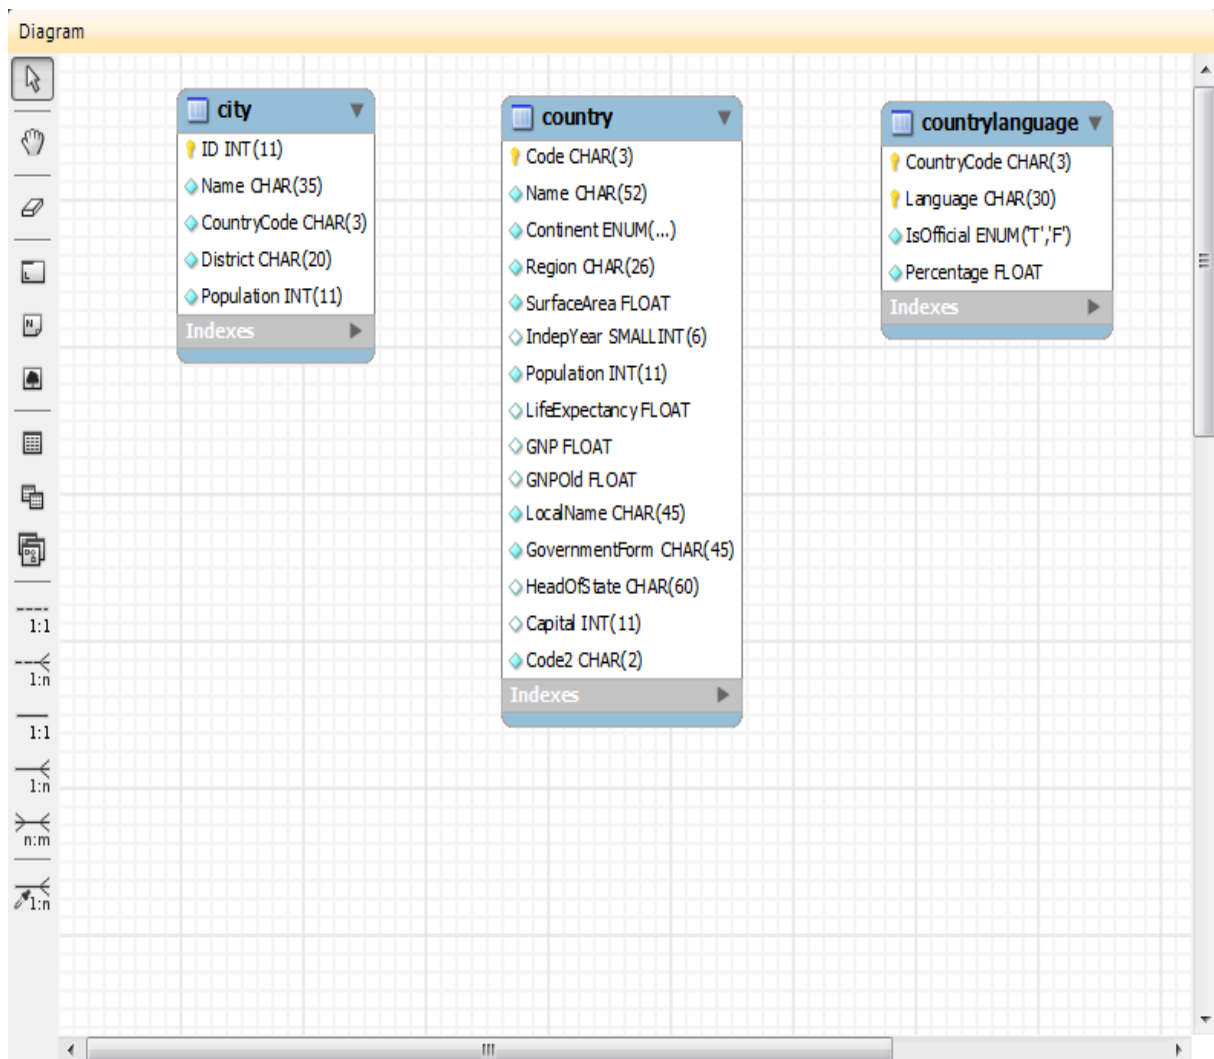 Diagram
city
ID INT(11)
Name CHAR(35)
CountryCode CHAR(3)
District CHAR(20)
Population INT(11)
Indexes
country
Code CHAR(3)
Name CHAR(52)
Continent ENUM(...)
Region CHAR(26)
SurfaceArea FLOAT
IndepYear SMALLINT(6)
Population INT(11)
LifeExpectancy FLOAT
GNP FLOAT
GNPOld FLOAT
LocalName CHAR(45)
GovernmentForm CHAR(45)
HeadOfState CHAR(60)
Capital INT(11)
Code2 CHAR(2)
Indexes
countrylanguage
CountryCode CHAR(3)
Language CHAR(30)
IsOfficial ENUM('T','F')
Percentage FLOAT
Indexes
N
1:1
1:n
1:1
1:n
n:m
1:n